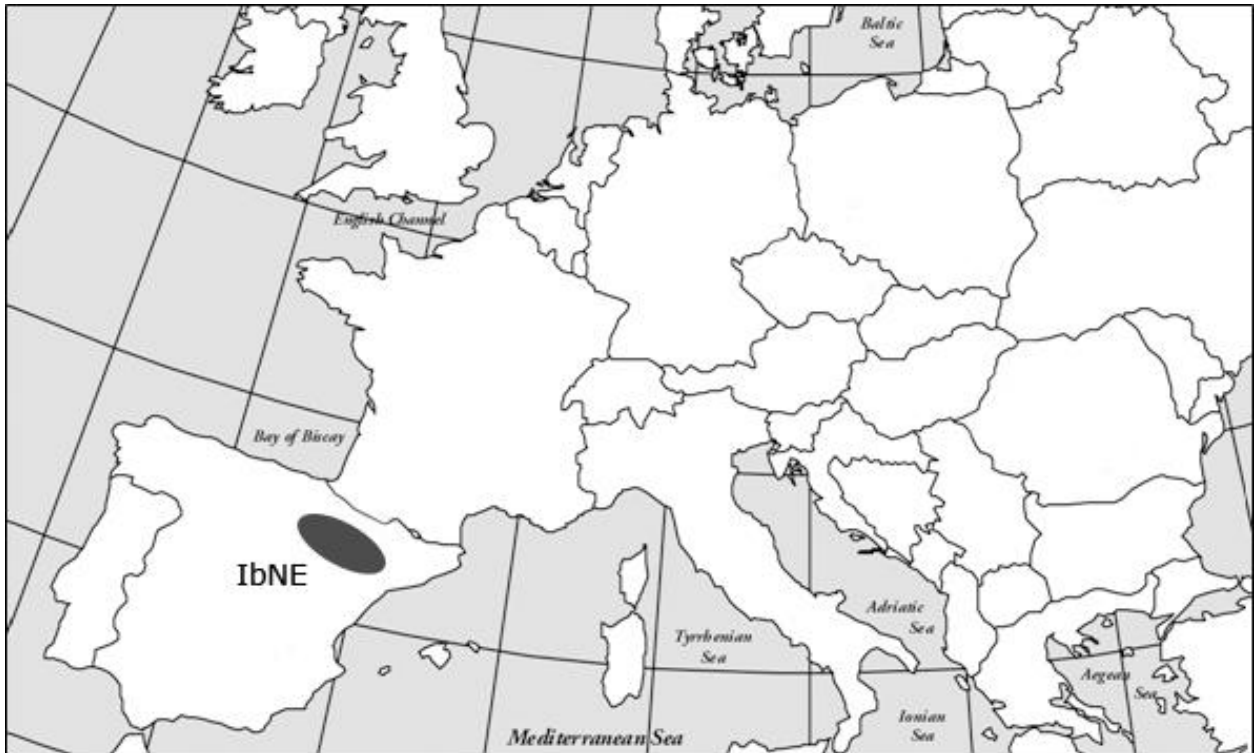 Baltic
Sea
English Channel
Bay of Biscay
IbNE
Adriatic
Sea
Tyrrhenian
Sea
Aegean
Sea
Ionian
Sea
Mediterranean Sea